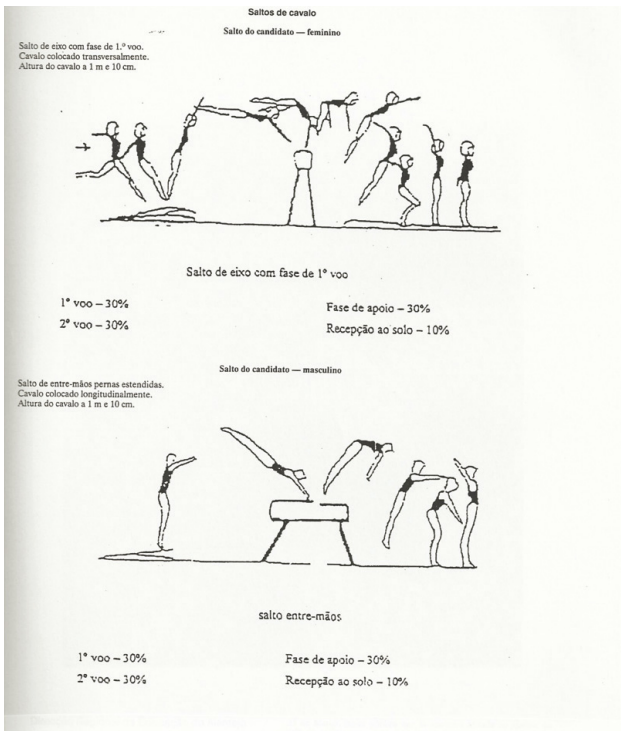 Saltos de cavalo
Salto do candidato — feminino
Salto de eixo com fase de 1.º voo.
Cavalo colocado transversalmente.
Altura do cavalo a 1 m e 10 cm.
Salto de eixo com fase de 1º voo
1º voo – 30%
Fase de apoio – 30%
2º voo – 30%
Recepção ao solo – 10%
Salto do candidato — masculino
Salto de entre-mãos pernas estendidas.
Cavalo colocado longitudinalmente.
Altura do cavalo a 1 m e 10 cm.
salto entre-mãos
1º voo – 30%
Fase de apoio – 30%
2º voo – 30%
Recepção ao solo – 10%